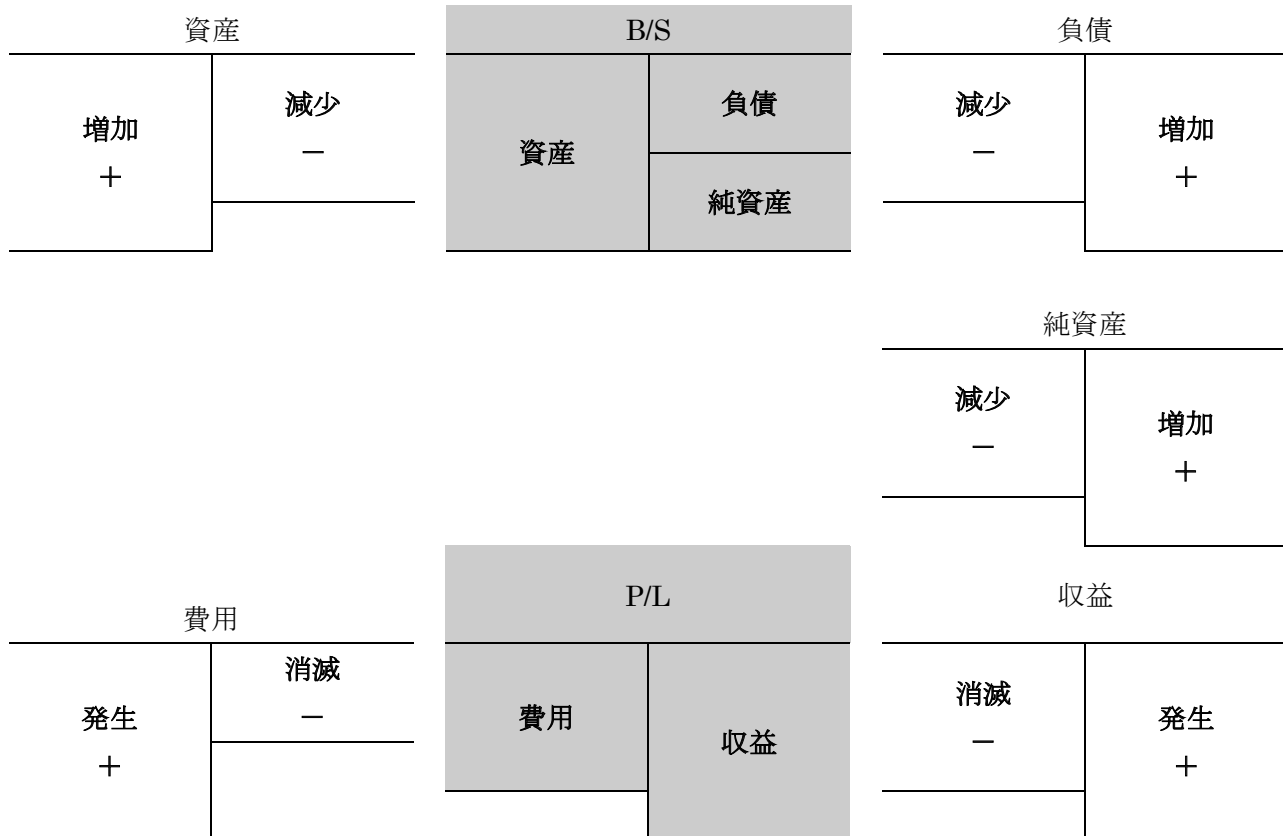 資産
増加
＋
減少
－
B/S
資産
負債
純資産
負債
減少
－
増加
＋
純資産
減少
－
増加
＋
費用
発生
＋
消滅
－
P/L
費用
収益
収益
消滅
－
発生
＋